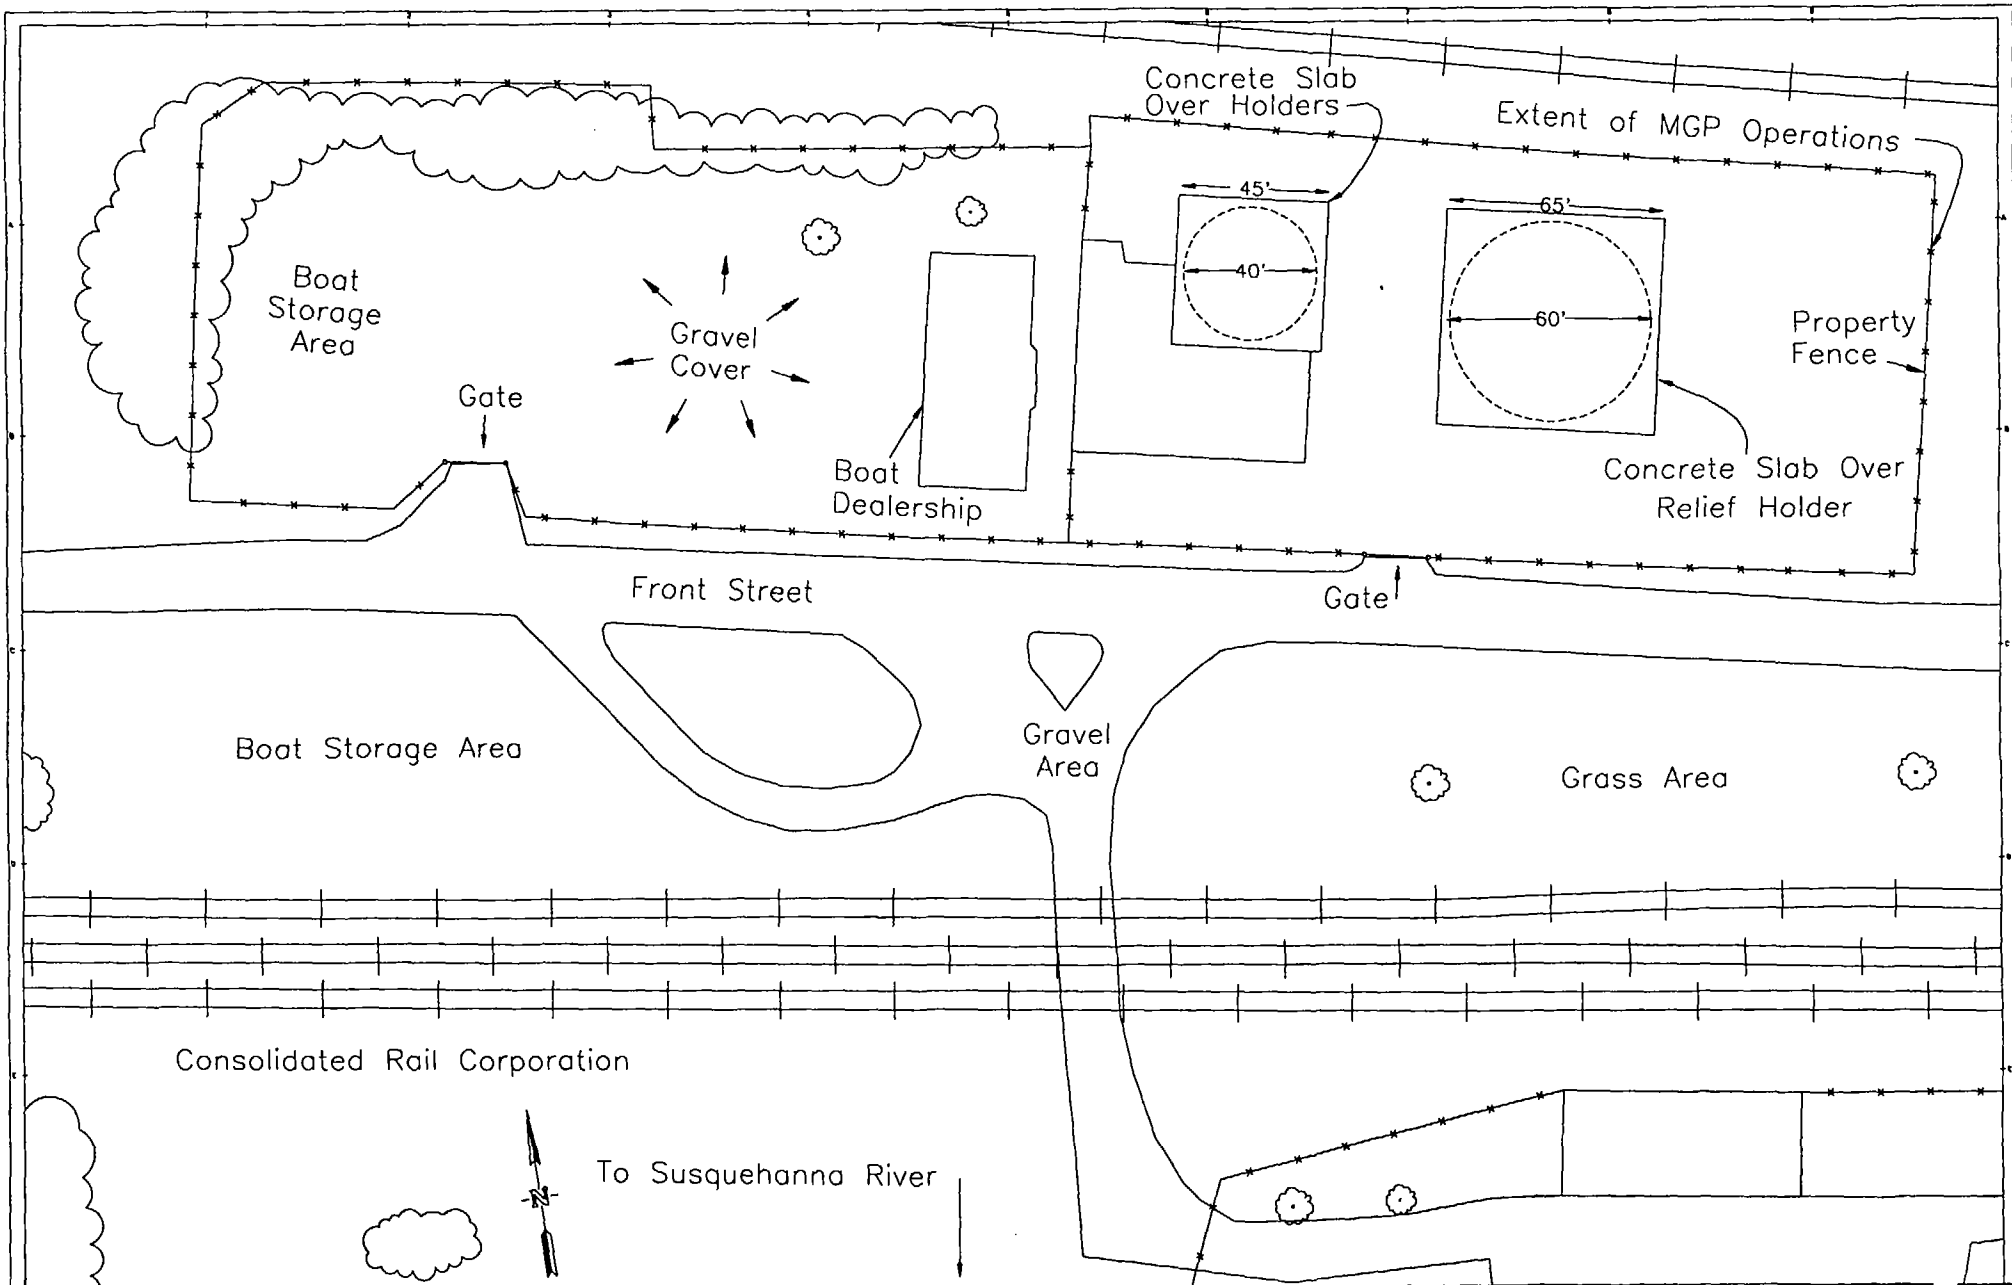 Concrete Slab
Over Holders
Extent of MGP Operations
45'
65'
40'
60'
Boat
Storage
Area
Gravel
Cover
Property
Fence
Gate
Boat
Dealership
Concrete Slab Over
Relief Holder
Front Street
Gate
Boat Storage Area
Gravel
Area
Grass Area
Consolidated Rail Corporation
To Susquehanna River
N